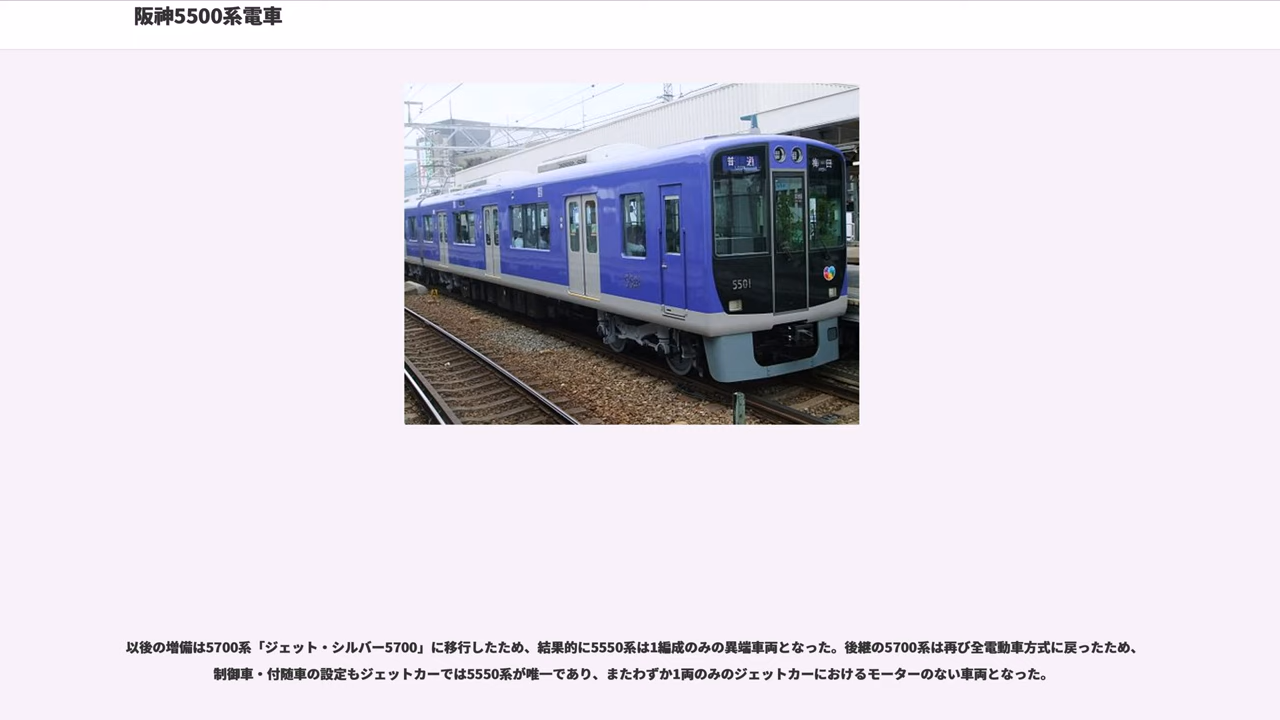 阪神5500系電車
普通
梅田
5501
以後の増備は5700系「ジェット・シルバー5700」に移行したため、結果的に5550系は1編成のみの異端車両となった。後継の5700系は再び全電動車方式に戻ったため、
制御車・付随車の設定もジェットカーでは5550系が唯一であり、またわずか1両のみのジェットカーにおけるモーターのない車両となった。